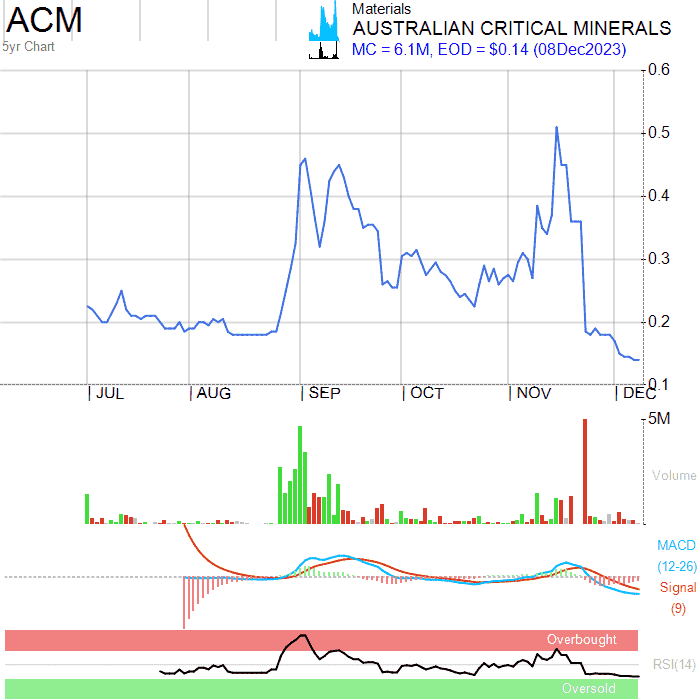 ACM
5yr Chart
Materials
AUSTRALIAN CRITICAL MINERALS
MC = 6.1M, EOD = $0.14 (08Dec2023)
0.6
0.5
0.4
0.3
0.2
0.1
JUL AUG SEP OCT NOV DEC
5M
Volume
MACD
(12-26)
Signal
(9)
Overbought
RSI(14)
Oversold